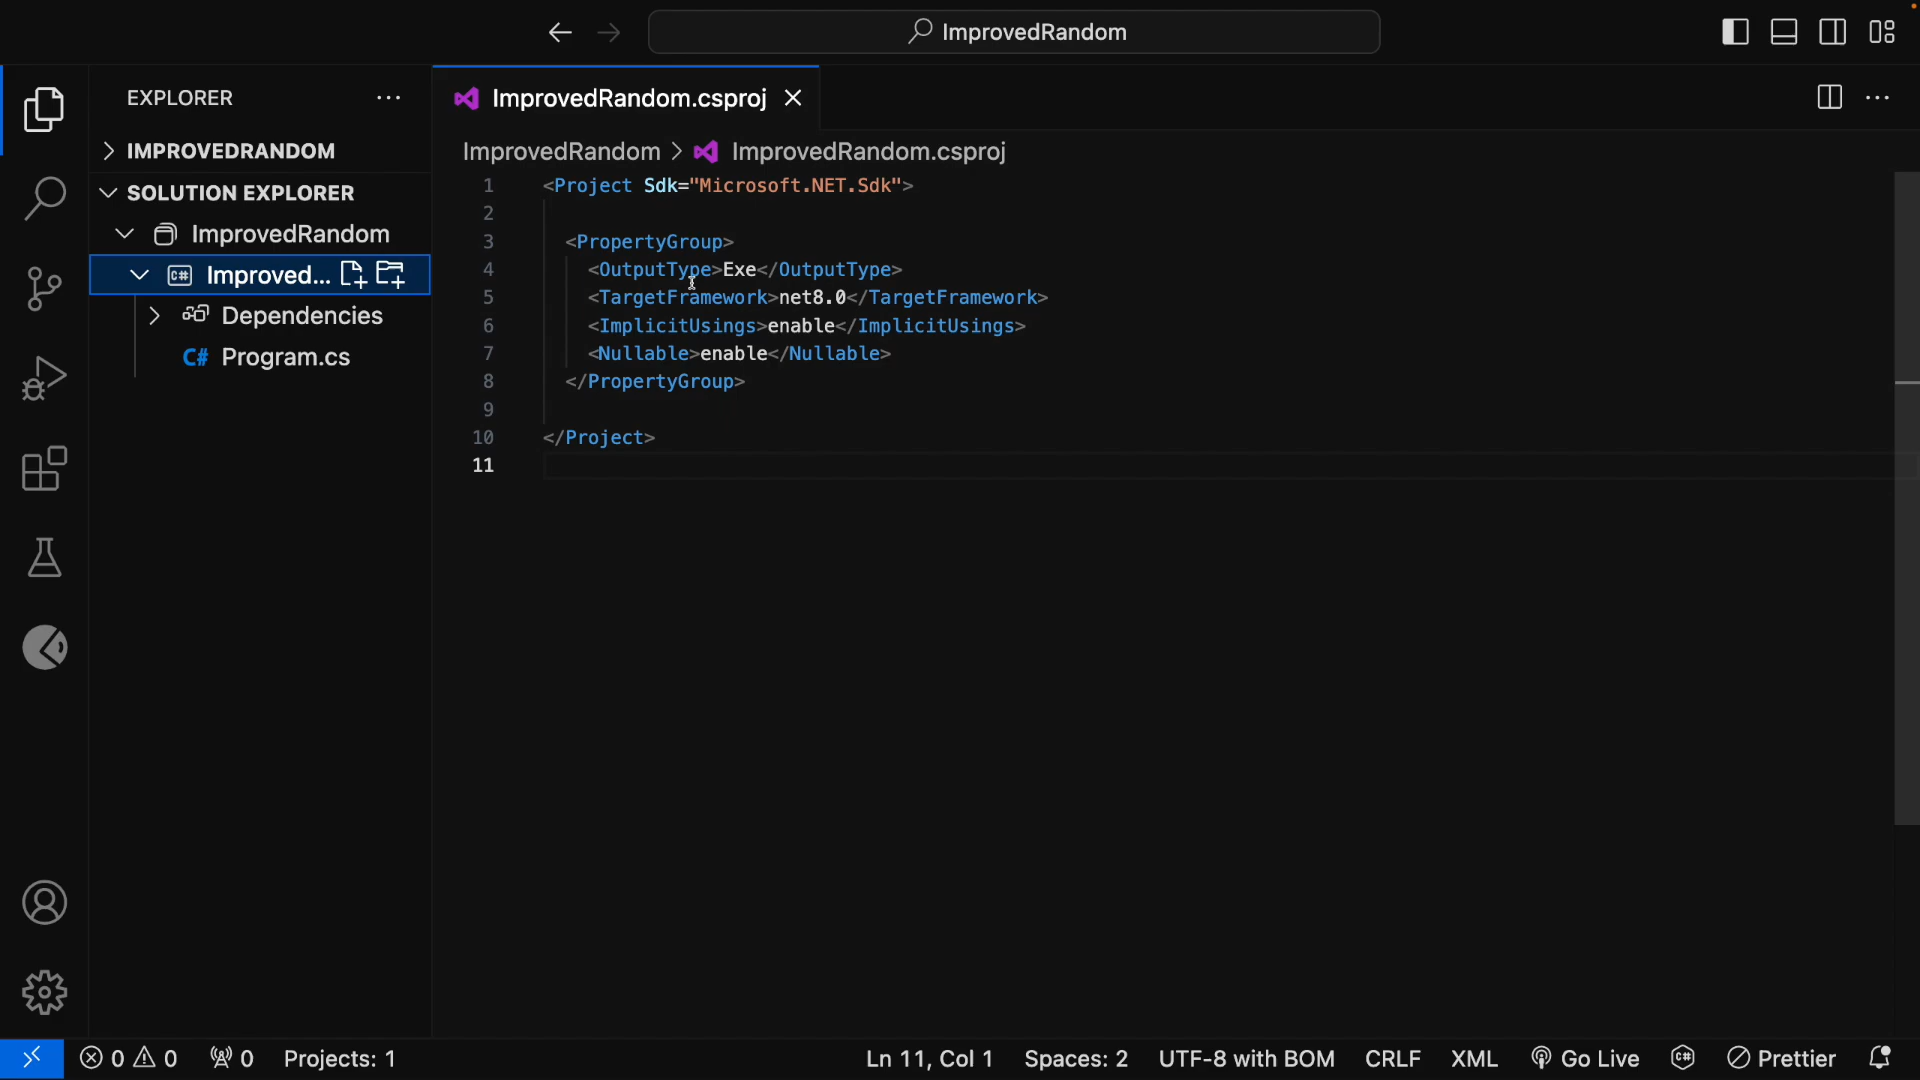 ImprovedRandom
EXPLORER
IMPROVEDRANDOM
SOLUTION EXPLORER
ImprovedRandom
C# Improved...
Dependencies
C# Program.cs
ImprovedRandom.csproj
ImprovedRandom > ImprovedRandom.csproj
1 <Project Sdk="Microsoft.NET.Sdk">
2
3 <PropertyGroup>
4 <OutputType>Exe</OutputType>
5 <TargetFramework>net8.0</TargetFramework>
6 <ImplicitUsings>enable</ImplicitUsings>
7 <Nullable>enable</Nullable>
8 </PropertyGroup>
9
10 </Project>
11
0 0 0 Projects: 1 Ln 11, Col 1 Spaces: 2 UTF-8 with BOM CRLF XML Go Live C# Prettier